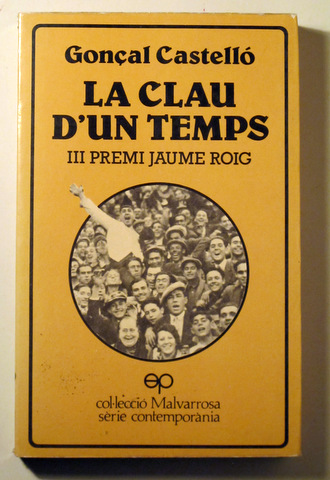 Gonçal Castelló
LA CLAU
D'UN TEMPS
III PREMI JAUME ROIG
ep
col·lecció Malvarrosa
sèrie contemporània